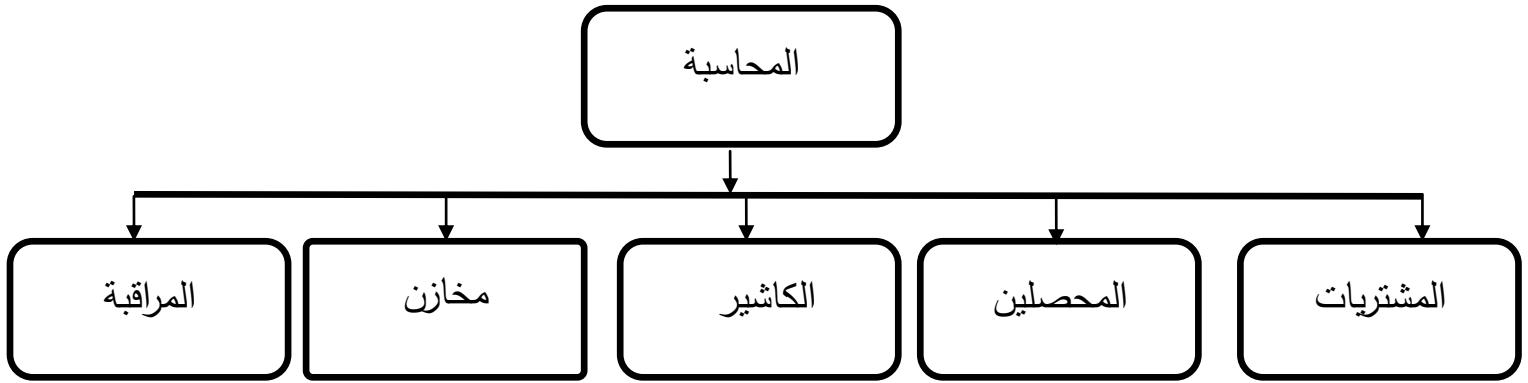 المحاسبة
المشتريات
المحصلين
الكاشير
مخازن
المراقبة